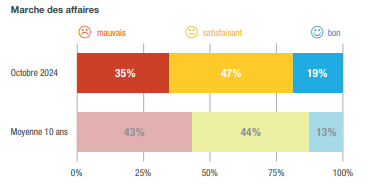 Marche des affaires
mauvais satisfaisant bon
Octobre 2024 35% 47% 19%
Moyenne 10 ans 43% 44% 13%
0% 25% 50% 75% 100%